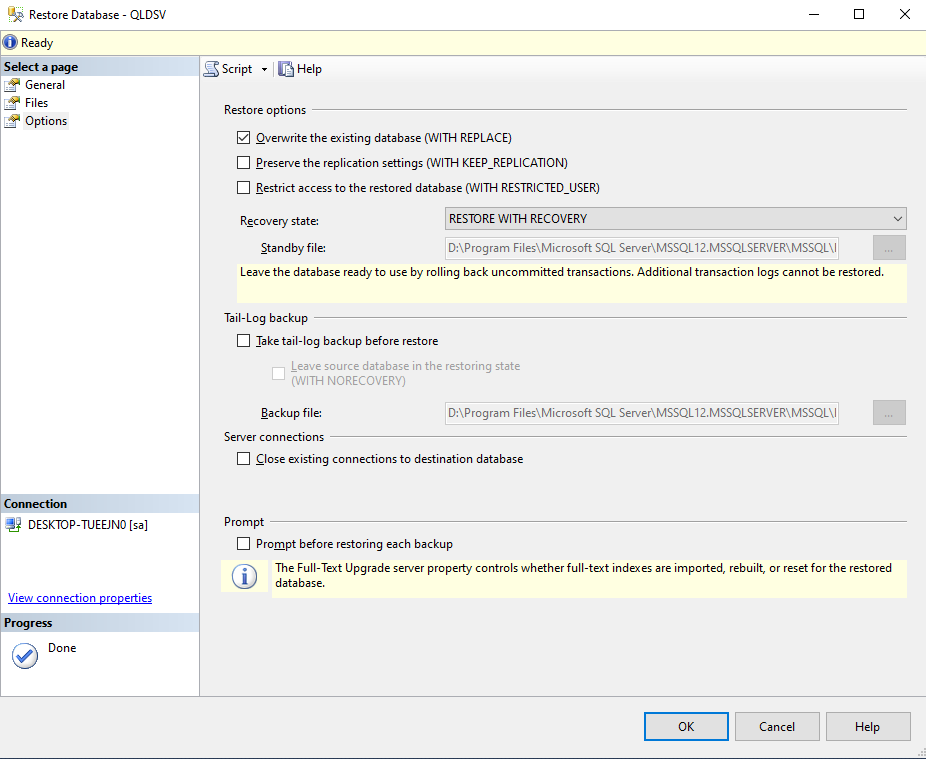 Restore Database - QLDSV
Ready
Select a page
General
Files
Options
Script
Help
Restore options
Overwrite the existing database (WITH REPLACE)
Preserve the replication settings (WITH KEEP_REPLICATION)
Restrict access to the restored database (WITH RESTRICTED_USER)
Recovery state:
RESTORE WITH RECOVERY
Standby file:
D:\Program Files\Microsoft SQL Server\MSSQL12.MSSQLSERVER\MSSQL\
...
Leave the database ready to use by rolling back uncommitted transactions. Additional transaction logs cannot be restored.
Tail-Log backup
Take tail-log backup before restore
Leave source database in the restoring state
(WITH NORECOVERY)
Backup file:
D:\Program Files\Microsoft SQL Server\MSSQL12.MSSQLSERVER\MSSQL\
...
Server connections
Close existing connections to destination database
Prompt
Prompt before restoring each backup
The Full-Text Upgrade server property controls whether full-text indexes are imported, rebuilt, or reset for the restored
database.
Connection
DESKTOP-TUEEJN0 [sa]
View connection properties
Progress
Done
OK
Cancel
Help